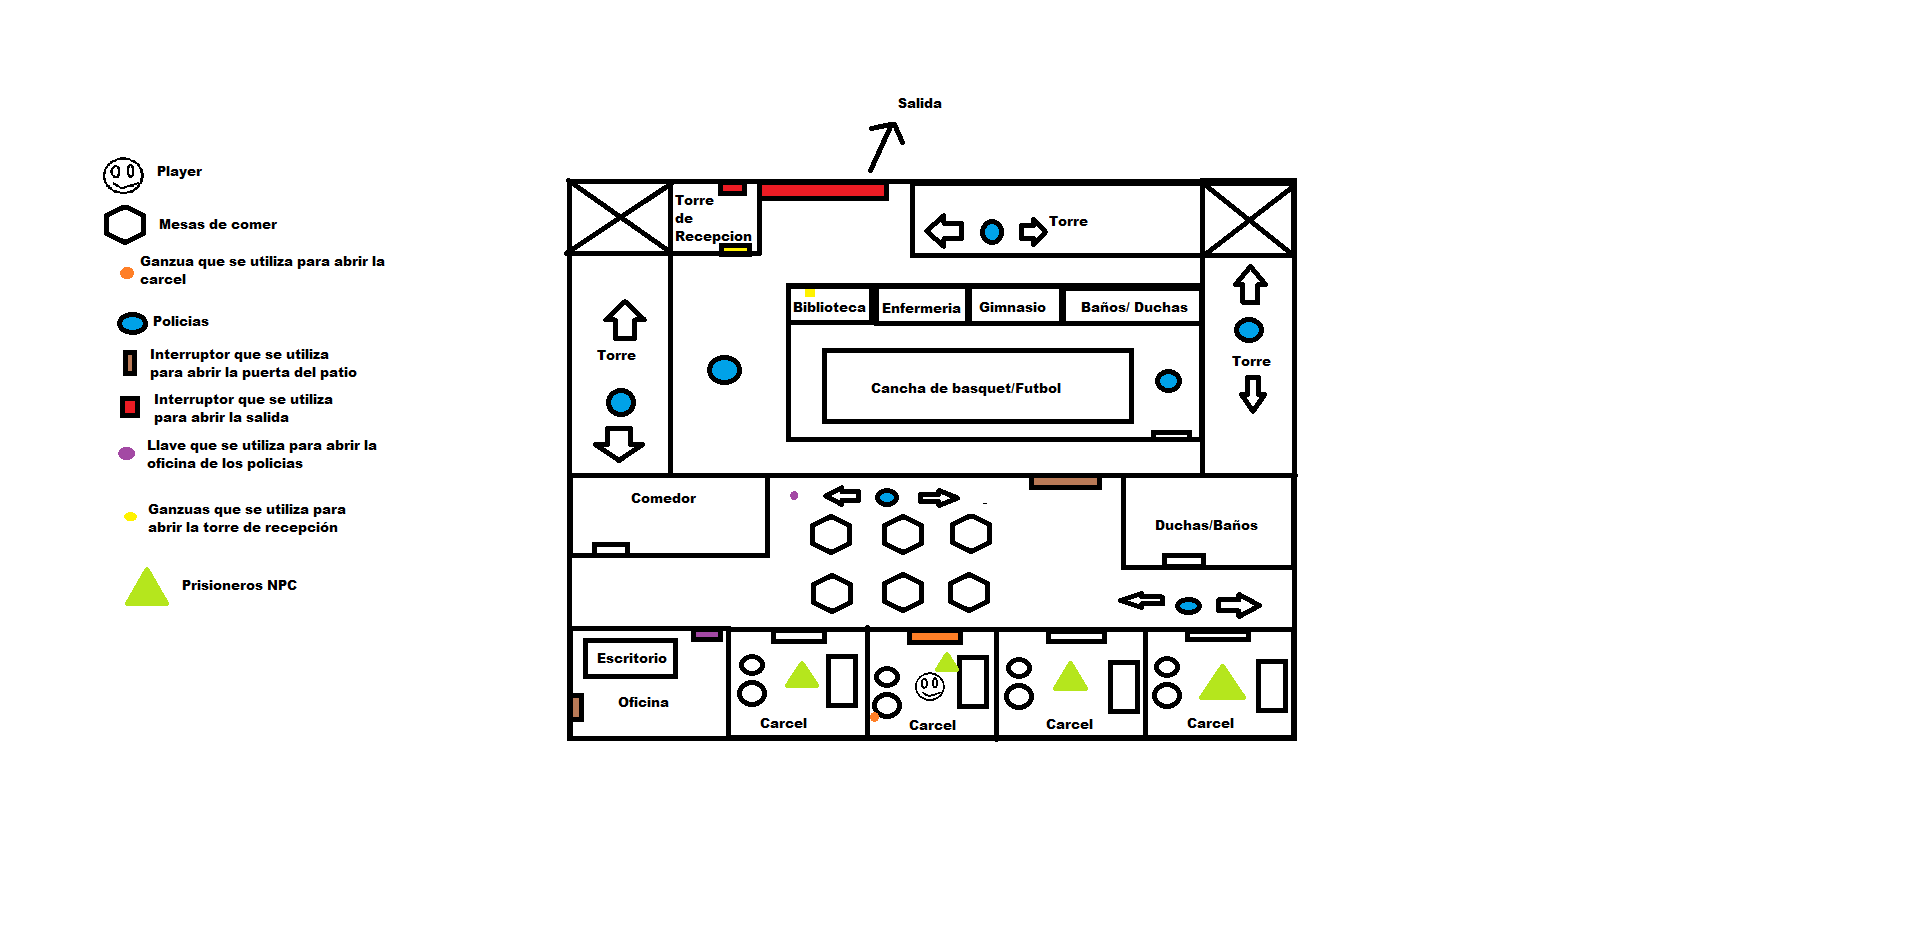 Salida
Player
Mesas de comer
Ganzua que se utiliza para abrir la
carcel
Policias
Interruptor que se utiliza
para abrir la puerta del patio
Interruptor que se utiliza
para abrir la salida
Llave que se utiliza para abrir la
oficina de los policias
Ganzuas que se utiliza para
abrir la torre de recepción
Prisioneros NPC
Torre
de
Recepcion
Torre
Biblioteca
Enfermeria
Gimnasio
Baños/ Duchas
Torre
Torre
Cancha de basquet/Futbol
Comedor
Duchas/Baños
Escritorio
Oficina
Carcel
Carcel
Carcel
Carcel